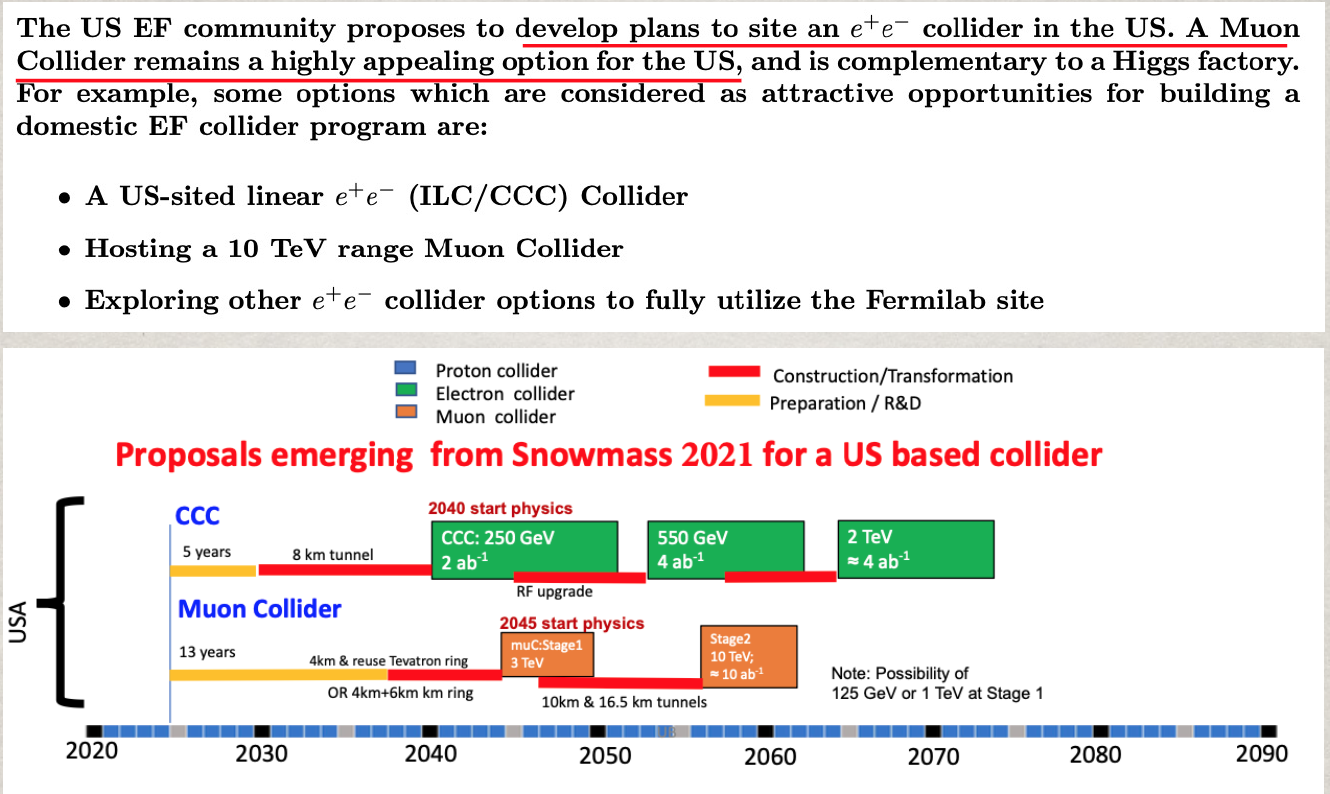 The US EF community proposes to develop plans to site an e⁺e⁻ collider in the US. A Muon
Collider remains a highly appealing option for the US, and is complementary to a Higgs factory.
For example, some options which are considered as attractive opportunities for building a
domestic EF collider program are:
• A US-sited linear e⁺e⁻ (ILC/CCC) Collider
• Hosting a 10 TeV range Muon Collider
• Exploring other e⁺e⁻ collider options to fully utilize the Fermilab site
Proton collider
Electron collider
Muon collider
Construction/Transformation
Preparation / R&D
Proposals emerging from Snowmass 2021 for a US based collider
USA
CCC
2040 start physics
5 years
8 km tunnel
CCC: 250 GeV
2 ab⁻¹
550 GeV
4 ab⁻¹
2 TeV
≈ 4 ab⁻¹
RF upgrade
Muon Collider
2045 start physics
13 years
4km & reuse Tevatron ring
OR 4km+6km km ring
muC:Stage1
3 TeV
10km & 16.5 km tunnels
Stage2
10 TeV;
≈ 10 ab⁻¹
Note: Possibility of
125 GeV or 1 TeV at Stage 1
2020 2030 2040 2050 2060 2070 2080 2090